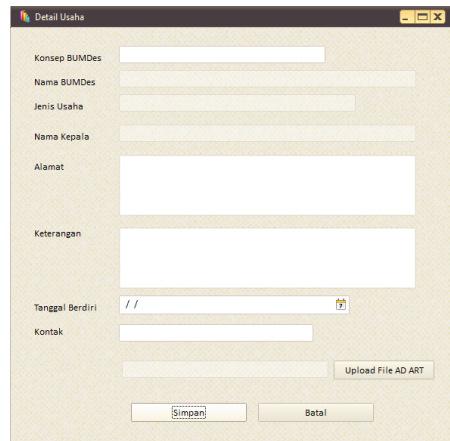 Detail Usaha
Konsep BUMDes
Nama BUMDes
Jenis Usaha
Nama Kepala
Alamat
Keterangan
Tanggal Berdiri / /
7
Kontak
Upload File AD ART
Simpan Batal